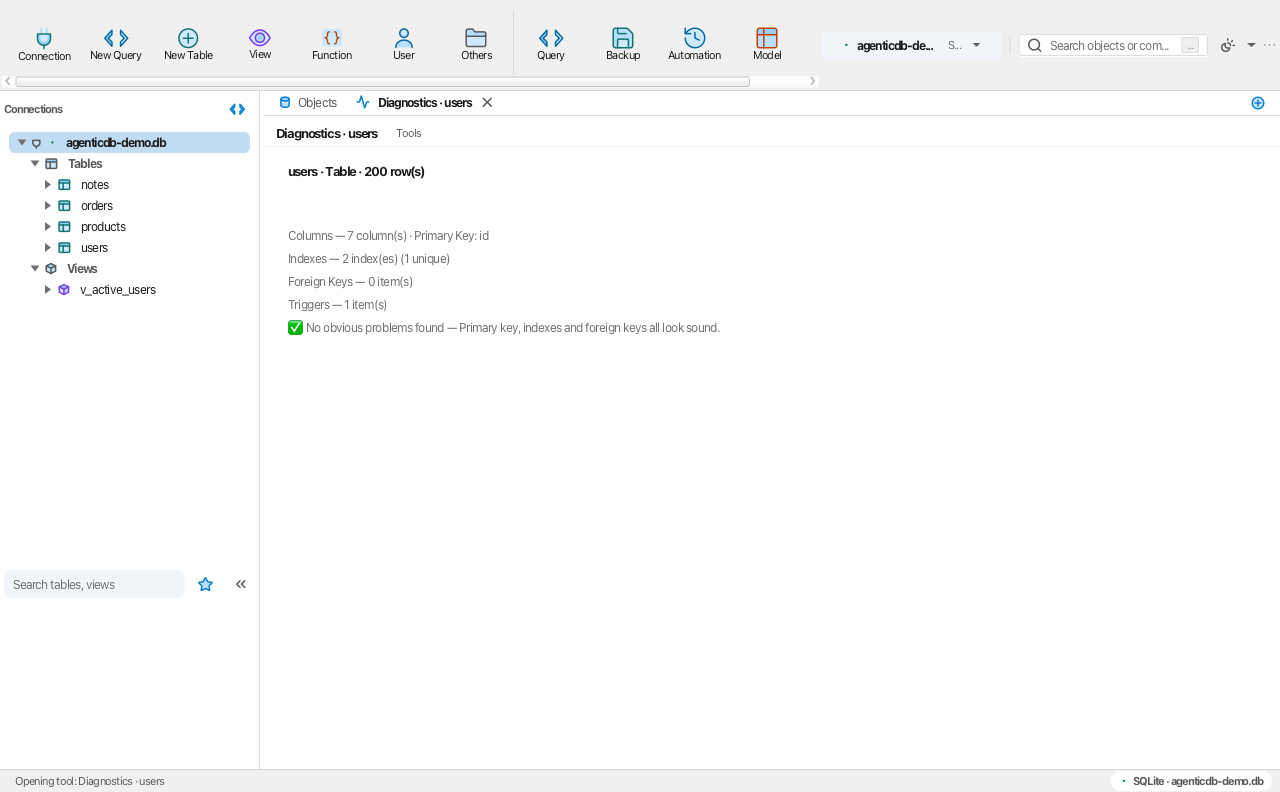 Connection
New Query
New Table
View
Function
User
Others
Query
Backup
Automation
Model
agenticdb-de...
S...
Search objects or com...
...
Connections
Objects
Diagnostics · users
agenticdb-demo.db
Tables
notes
orders
products
users
Views
v_active_users
Search tables, views
Diagnostics · users
Tools
users · Table · 200 row(s)
Columns — 7 column(s) · Primary Key: id
Indexes — 2 index(es) (1 unique)
Foreign Keys — 0 item(s)
Triggers — 1 item(s)
✅ No obvious problems found — Primary key, indexes and foreign keys all look sound.
Opening tool: Diagnostics · users
SQLite · agenticdb-demo.db